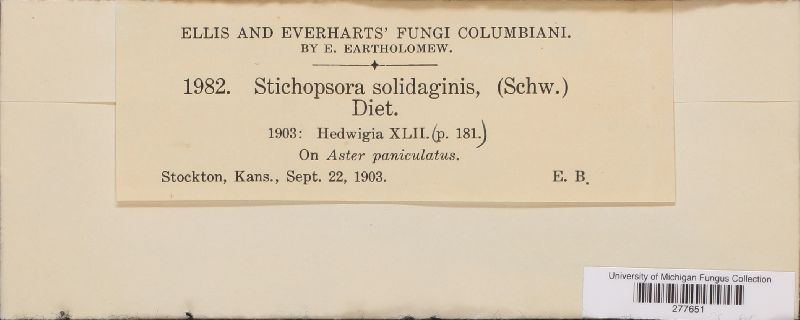 ELLIS AND EVERHARTS' FUNGI COLUMBIANI.
BY E. EARTHOLOMEW.
1982. Stichopsora solidaginis, (Schw.)
Diet.
1903: Hedwigia XLII. (p. 181.)
On Aster paniculatus.
Stockton, Kans., Sept. 22, 1903. E. B.
University of Michigan Fungus Collection
277651